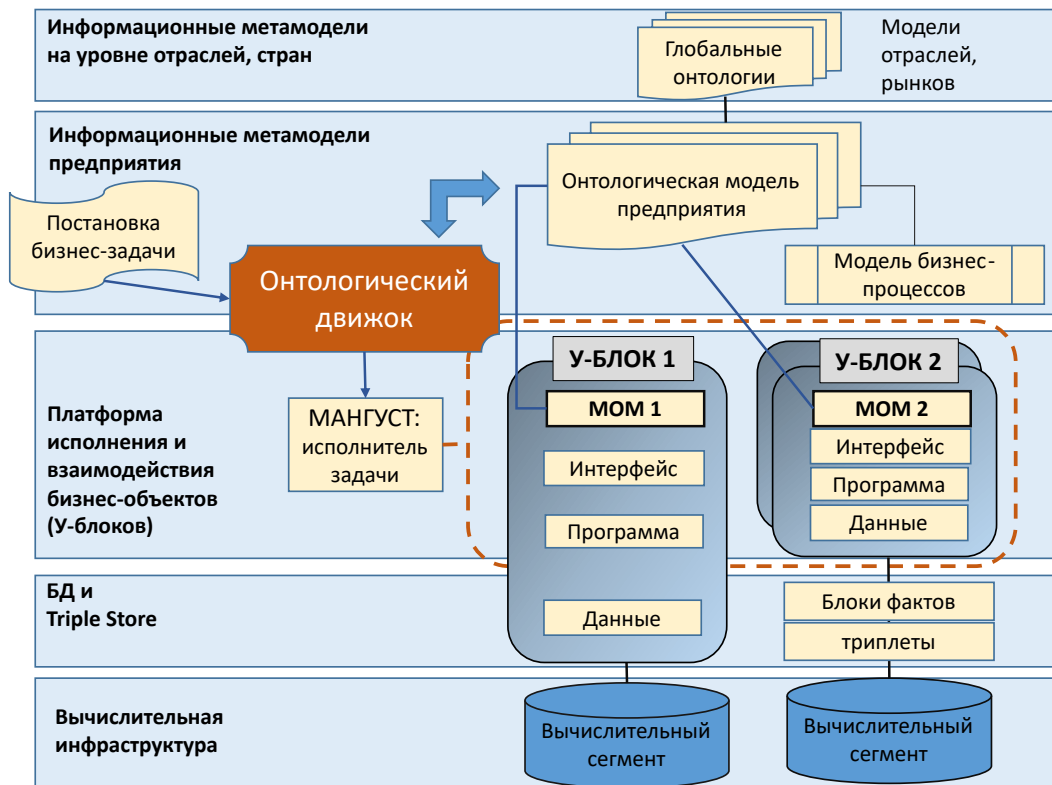 Информационные метамодели
на уровне отраслей, стран
Глобальные
онтологии
Модели
отраслей,
рынков
Информационные метамодели
предприятия
Постановка
бизнес-задачи
Онтологическая модель
предприятия
Модель бизнес-
процессов
Онтологический
движок
Платформа
исполнения и
взаимодействия
бизнес-объектов
(У-блоков)
МАНГУСТ:
исполнитель
задачи
У-БЛОК 1
МОМ 1
Интерфейс
Программа
Данные
У-БЛОК 2
МОМ 2
Интерфейс
Программа
Данные
БД и
Triple Store
Блоки фактов
триплеты
Вычислительная
инфраструктура
Вычислительный
сегмент
Вычислительный
сегмент